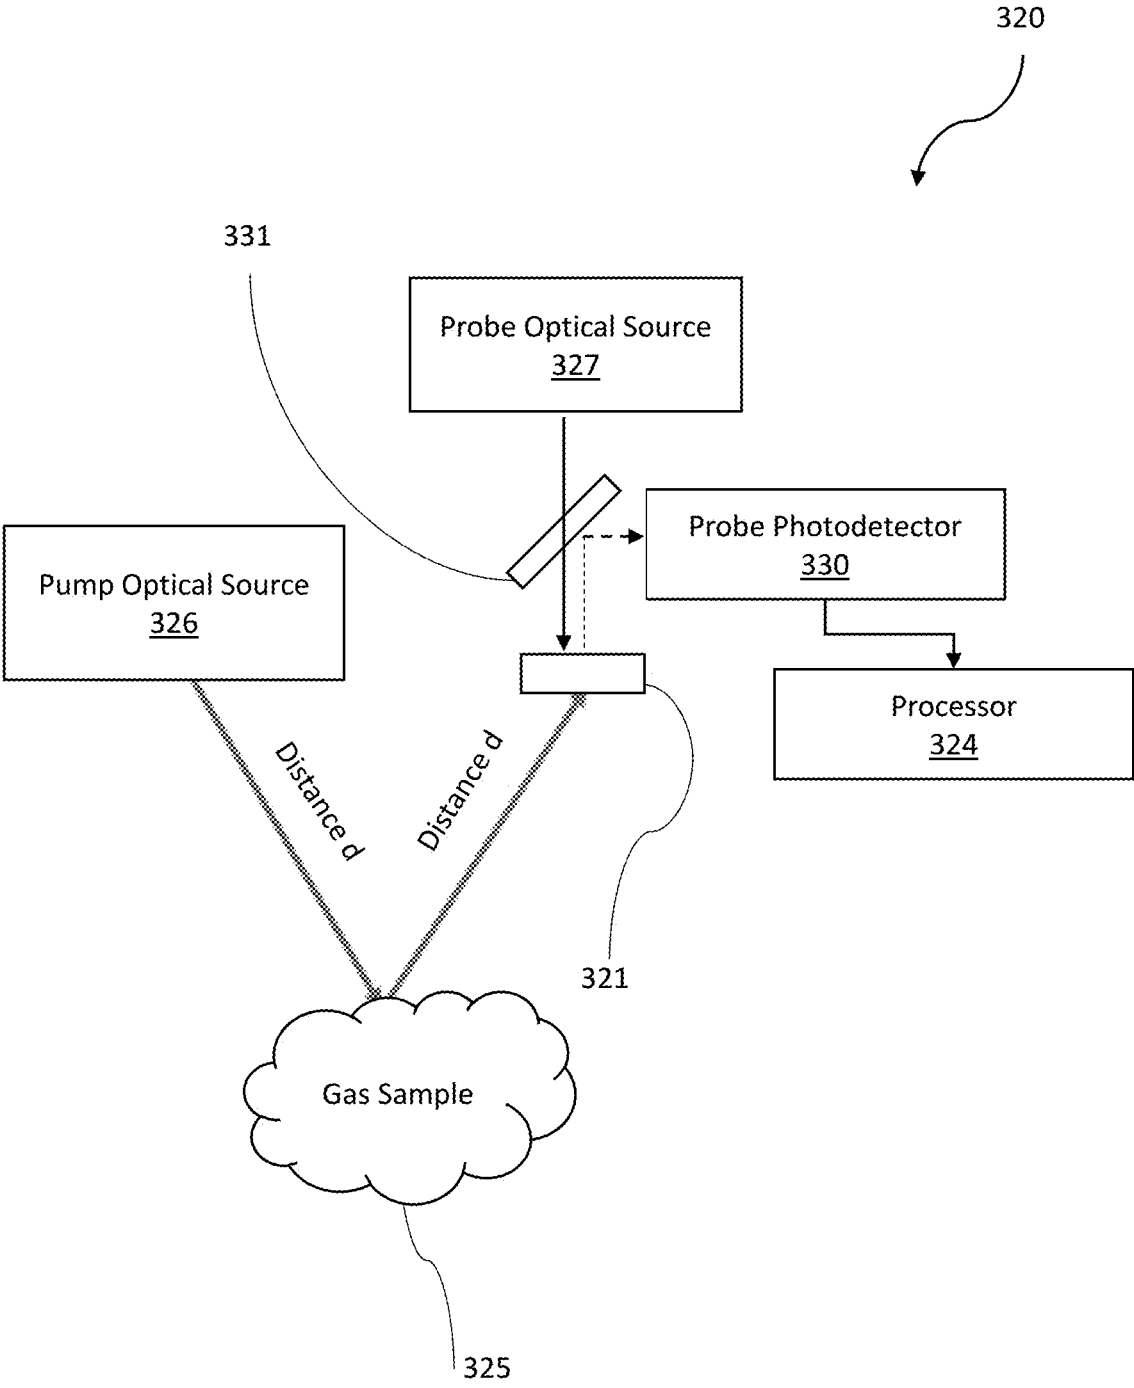 320
331
Probe Optical Source
327
Probe Photodetector
330
Pump Optical Source
326
Processor
324
Distance d
Distance d
321
Gas Sample
325